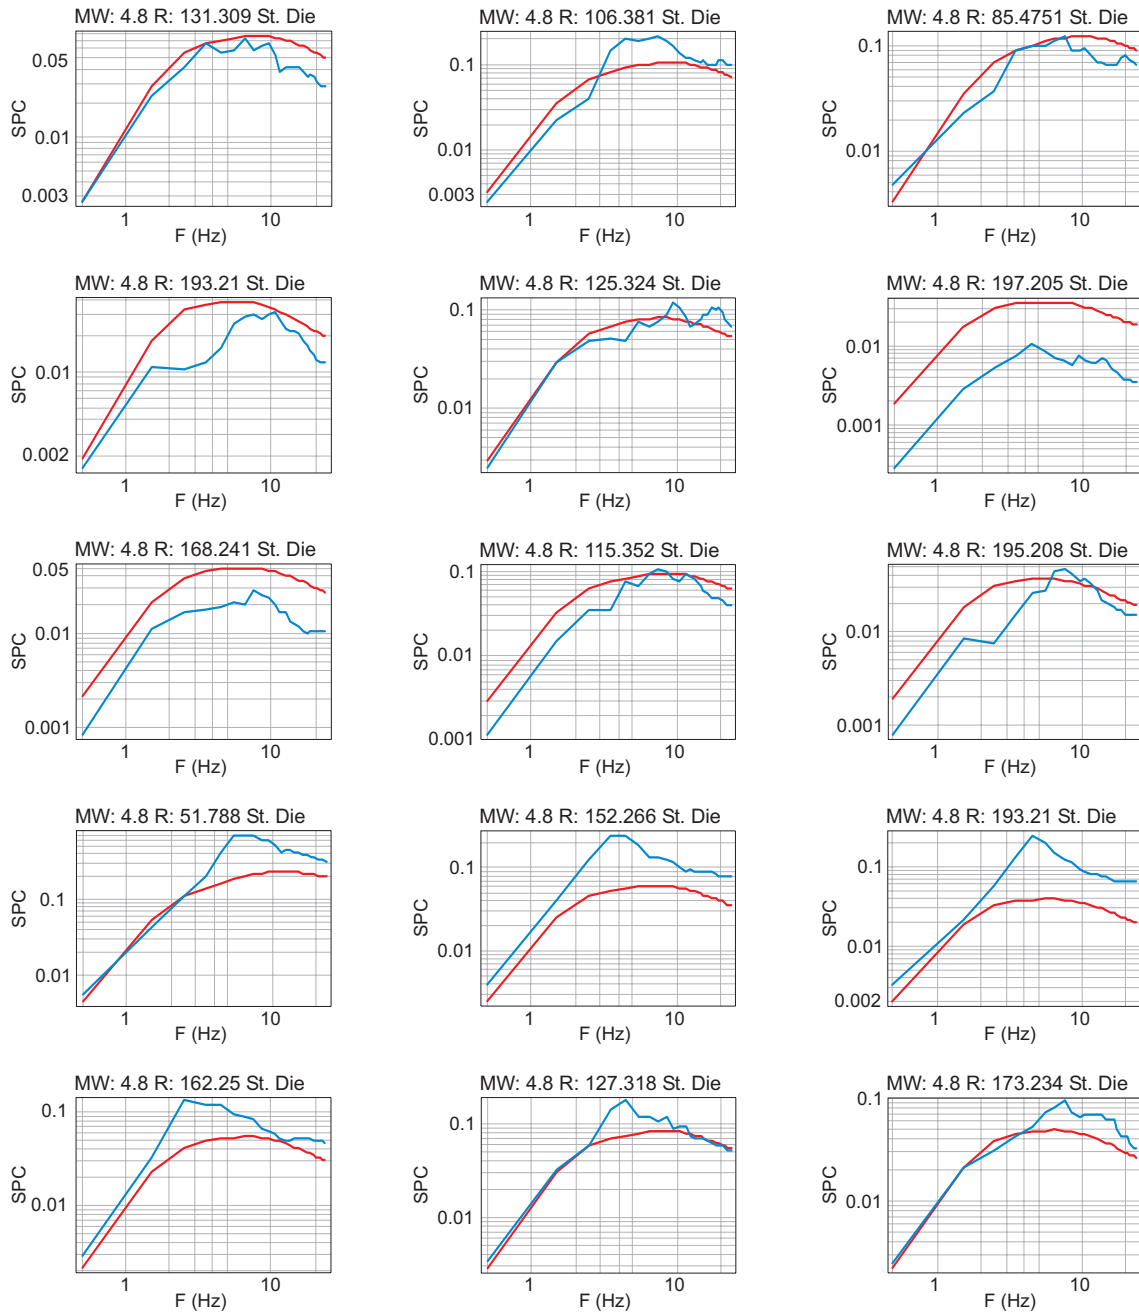 MW: 4.8 R: 131.309 St. Die
0.05
0.01
0.003
SPC
1 10
F (Hz)
MW: 4.8 R: 106.381 St. Die
0.1
0.01
0.003
SPC
1 10
F (Hz)
MW: 4.8 R: 85.4751 St. Die
0.1
0.01
SPC
1 10
F (Hz)
MW: 4.8 R: 193.21 St. Die
0.01
0.002
SPC
1 10
F (Hz)
MW: 4.8 R: 125.324 St. Die
0.1
0.01
SPC
1 10
F (Hz)
MW: 4.8 R: 197.205 St. Die
0.01
0.001
SPC
1 10
F (Hz)
MW: 4.8 R: 168.241 St. Die
0.05
0.01
0.001
SPC
1 10
F (Hz)
MW: 4.8 R: 115.352 St. Die
0.1
0.01
0.001
SPC
1 10
F (Hz)
MW: 4.8 R: 195.208 St. Die
0.01
0.001
SPC
1 10
F (Hz)
MW: 4.8 R: 51.788 St. Die
0.1
0.01
SPC
1 10
F (Hz)
MW: 4.8 R: 152.266 St. Die
0.1
0.01
SPC
1 10
F (Hz)
MW: 4.8 R: 193.21 St. Die
0.1
0.01
0.002
SPC
1 10
F (Hz)
MW: 4.8 R: 162.25 St. Die
0.1
0.01
SPC
1 10
F (Hz)
MW: 4.8 R: 127.318 St. Die
0.1
0.01
SPC
1 10
F (Hz)
MW: 4.8 R: 173.234 St. Die
0.1
0.01
SPC
1 10
F (Hz)